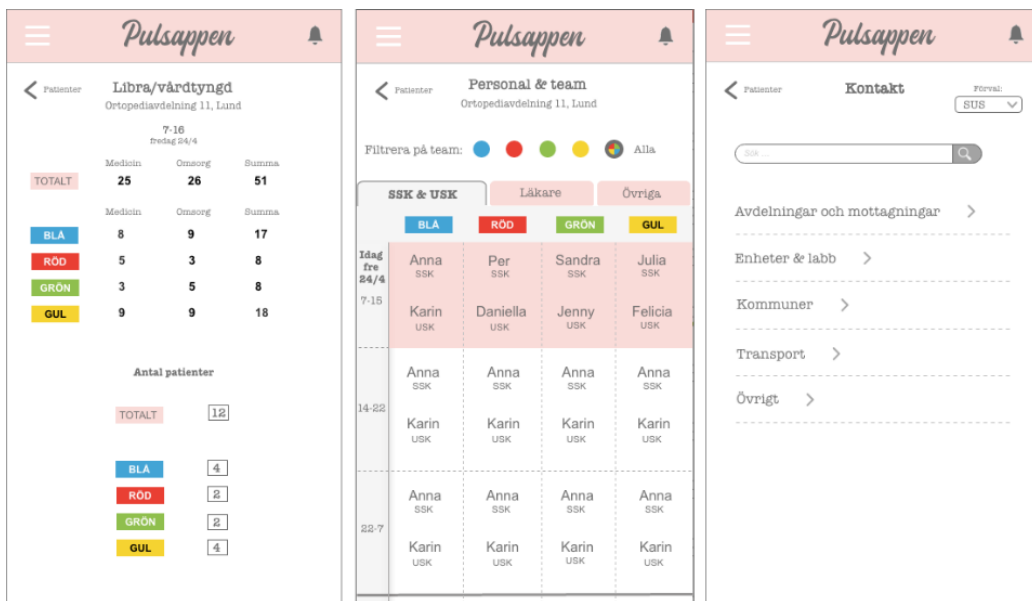 Pulsappen
Patienter
Libra/vårdtyngd
Ortopediavdelning 11, Lund
7-16
fredag 24/4
Medicin Omsorg Summa
TOTALT 25 26 51
Medicin Omsorg Summa
BLÅ 8 9 17
RÖD 5 3 8
GRÖN 3 5 8
GUL 9 9 18
Antal patienter
TOTALT 12
BLÅ 4
RÖD 2
GRÖN 2
GUL 4
Pulsappen
Patienter
Personal & team
Ortopediavdelning 11, Lund
Filtrera på team: Alla
SSK & USK Läkare Övriga
BLÅ RÖD GRÖN GUL
Idag
fre
24/4
7-15
Anna Per Sandra Julia
SSK SSK SSK SSK
Karin Daniella Jenny Felicia
USK USK USK USK
14-22
Anna Anna Anna Anna
SSK SSK SSK SSK
Karin Karin Karin Karin
USK USK USK USK
22-7
Anna Anna Anna Anna
SSK SSK SSK SSK
Karin Karin Karin Karin
USK USK USK USK
Pulsappen
Patienter
Kontakt
Förval:
SUS
Sök ...
Avdelningar och mottagningar
Enheter & labb
Kommuner
Transport
Övrigt